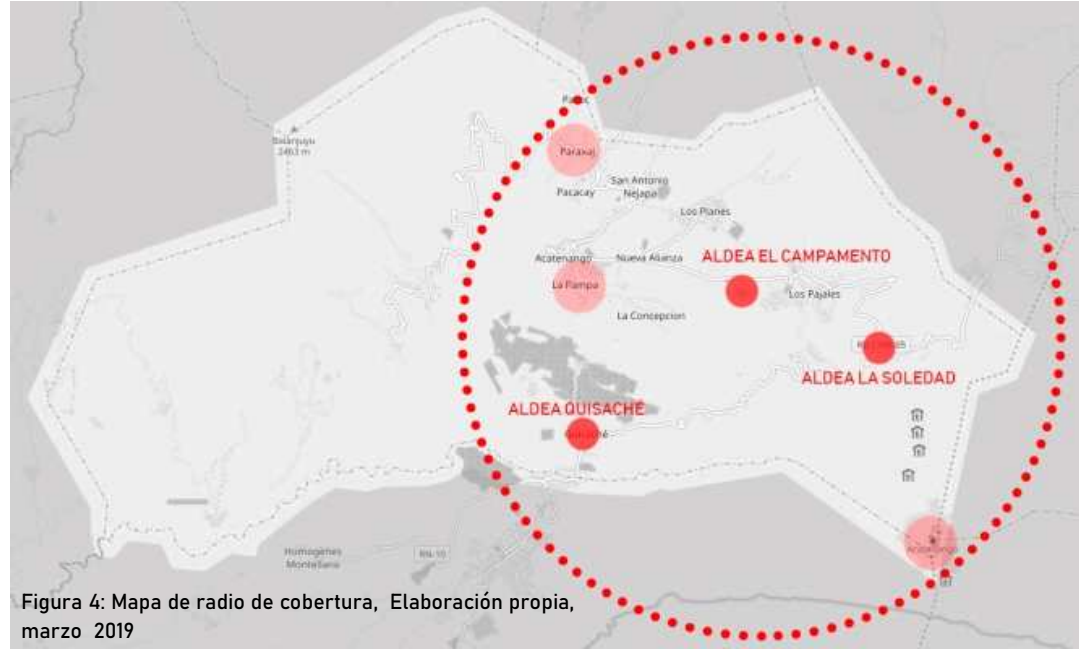 Balanjuyu
2463 m
Paraxaj
San Antonio
Nejapa
Pacacay
Los Planes
Acatenango
Nueva Alianza
ALDEA EL CAMPAMENTO
La Pampa
Los Pajales
La Concepcion
ALDEA LA SOLEDAD
ALDEA QUISACHÉ
Acatenango
Homogenes
Montellana
RN-10
Figura 4: Mapa de radio de cobertura, Elaboración propia,
marzo 2019